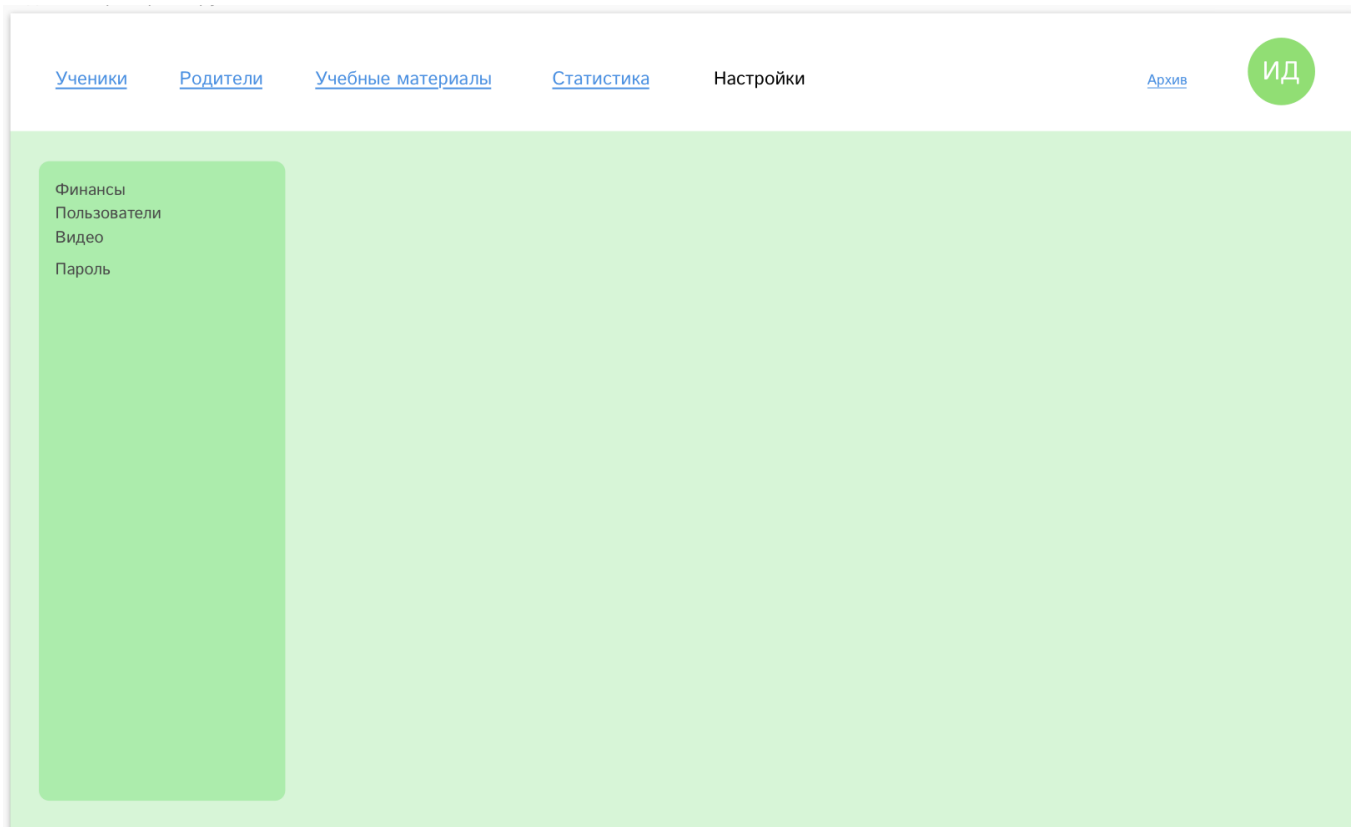 Ученики Родители Учебные материалы Статистика Настройки Архив ИД
Финансы
Пользователи
Видео
Пароль